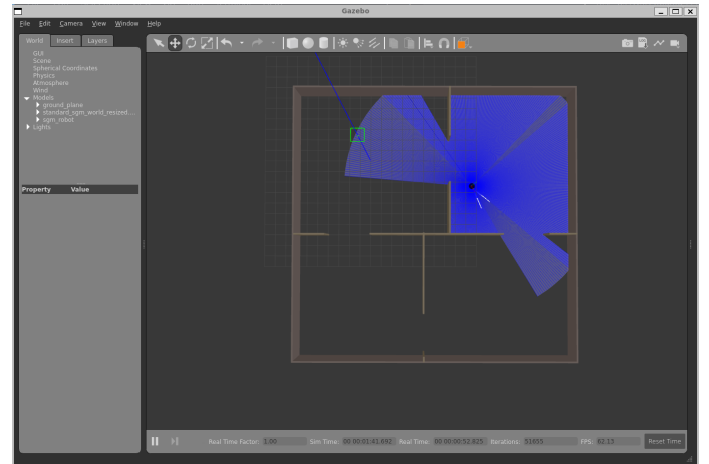 Gazebo
File Edit Camera View Window Help
World Insert Layers
GUI
Scene
Spherical Coordinates
Physics
Atmosphere
Wind
Models
ground_plane
standard_sgm_world_resized...
sgm_robot
Lights
Property Value
Real Time Factor: 3.00 Sim Time: 00 00:01:41.692 Real Time: 00 00:00:52.825 Iterations: 51655 FPS: 62.13 Reset Time